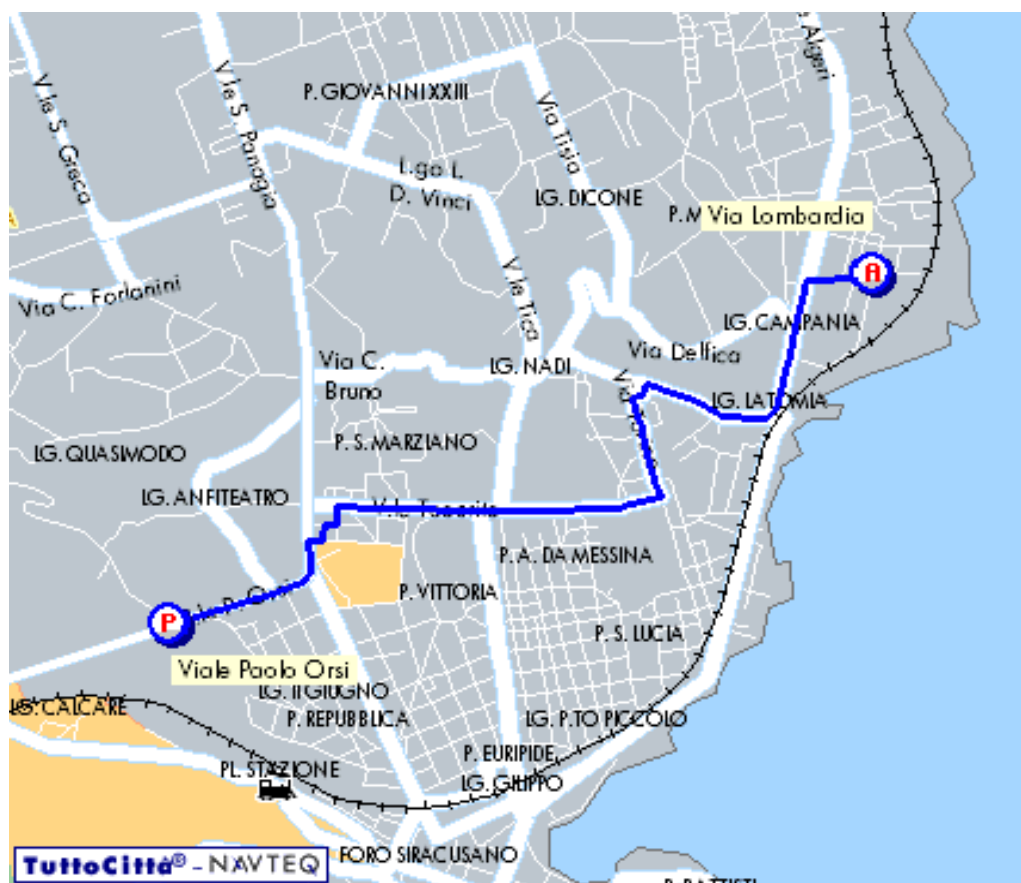 Algeri
V.le S. Greca
V.le S. Panagia
P. GIOVANNI XXIII
Via Tisia
L.go L.
D. Vinci
LG. DICONE
P. M
Via Lombardia
A
V.le Tica
Via C. Forlanini
LG. CAMPANIA
Via Delfica
Via C.
Bruno
LG. NADI
LG. LATOMIA
P. S. MARZIANO
LG. QUASIMODO
LG. ANFITEATRO
V.le
P. A. DA MESSINA
P. VITTORIA
P
P. S. LUCIA
Viale Paolo Orsi
LG. II GIUGNO
LG. CALCARE
P. REPUBBLICA
LG. P.TO PICCOLO
P. EURIPIDE
PL. STAZIONE
LG. GILIPPO
FORO SIRACUSANO
TuttoCittà® - NAVTEQ